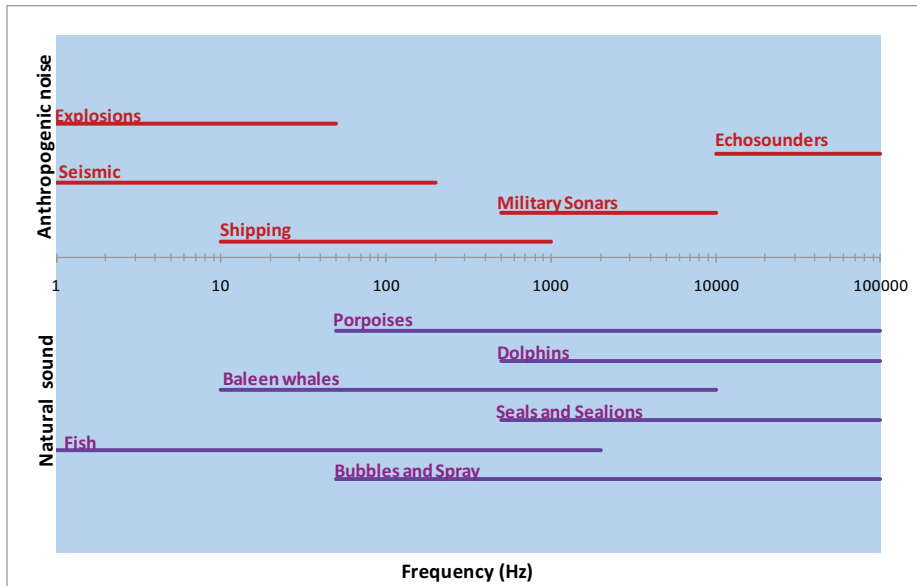 Anthropogenic noise
Explosions
Echosounders
Seismic
Military Sonars
Shipping
1 10 100 1000 10000 100000
Natural sound
Porpoises
Dolphins
Baleen whales
Seals and Sealions
Fish
Bubbles and Spray
Frequency (Hz)